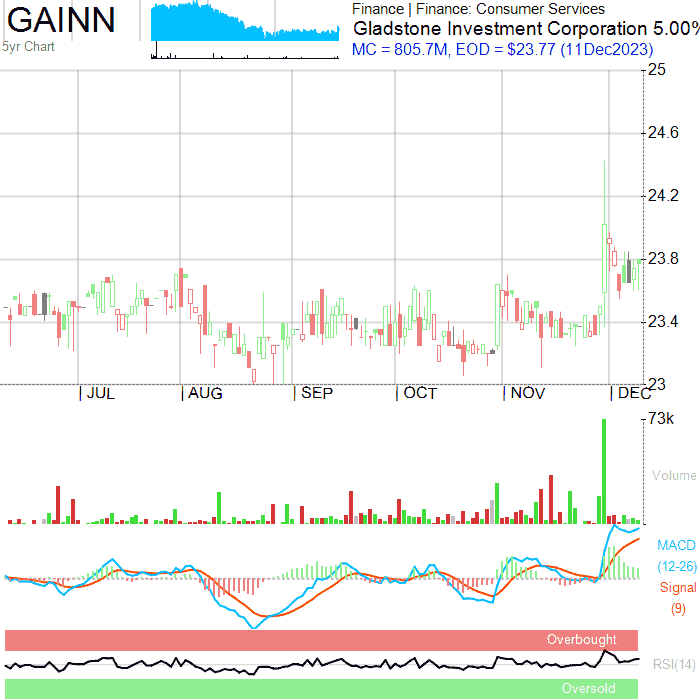 GAINN
5yr Chart
Finance | Finance: Consumer Services
Gladstone Investment Corporation 5.00%
MC = 805.7M, EOD = $23.77 (11Dec2023)
25
24.6
24.2
23.8
23.4
23
JUL AUG SEP OCT NOV DEC
73k
Volume
MACD
(12-26)
Signal
(9)
Overbought
RSI(14)
Oversold